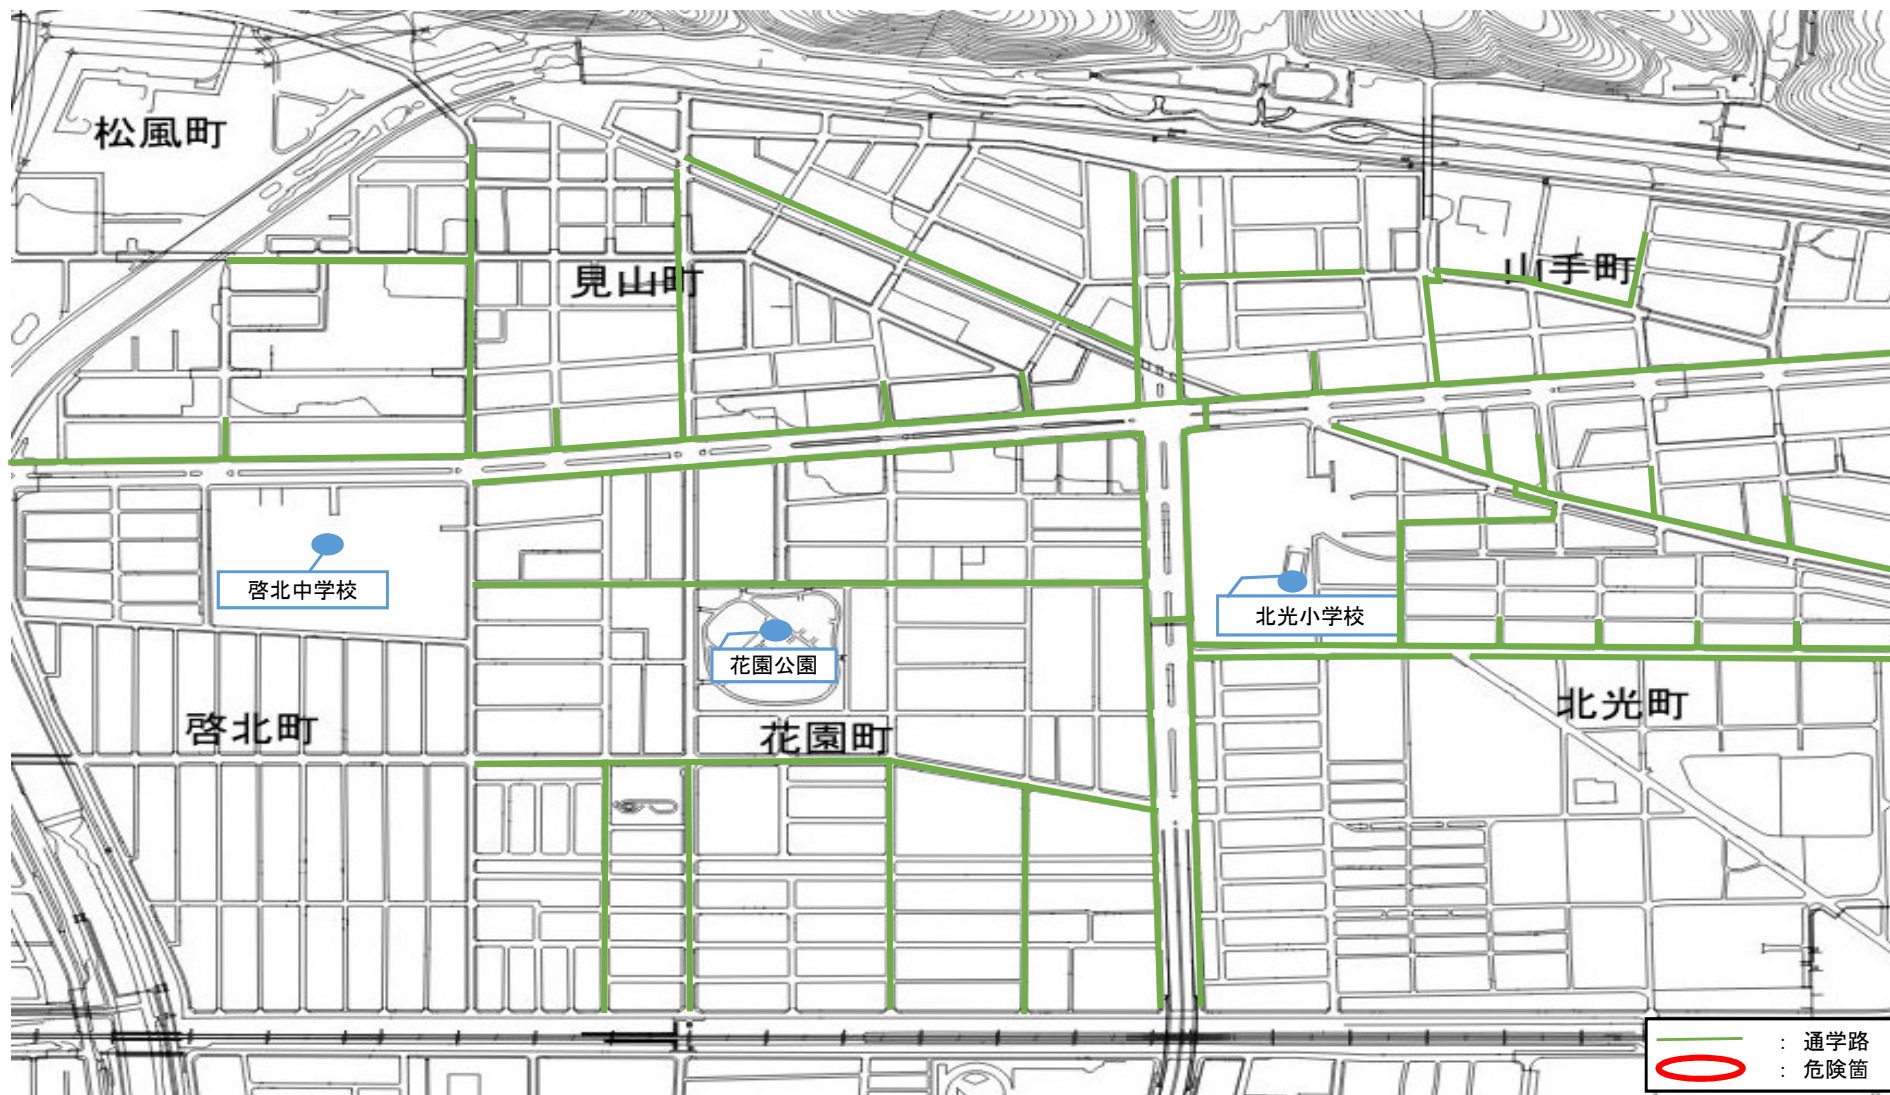 松風町
見山町
山手町
啓北中学校
北光小学校
花園公園
啓北町
花園町
北光町
： 通学路
： 危険箇